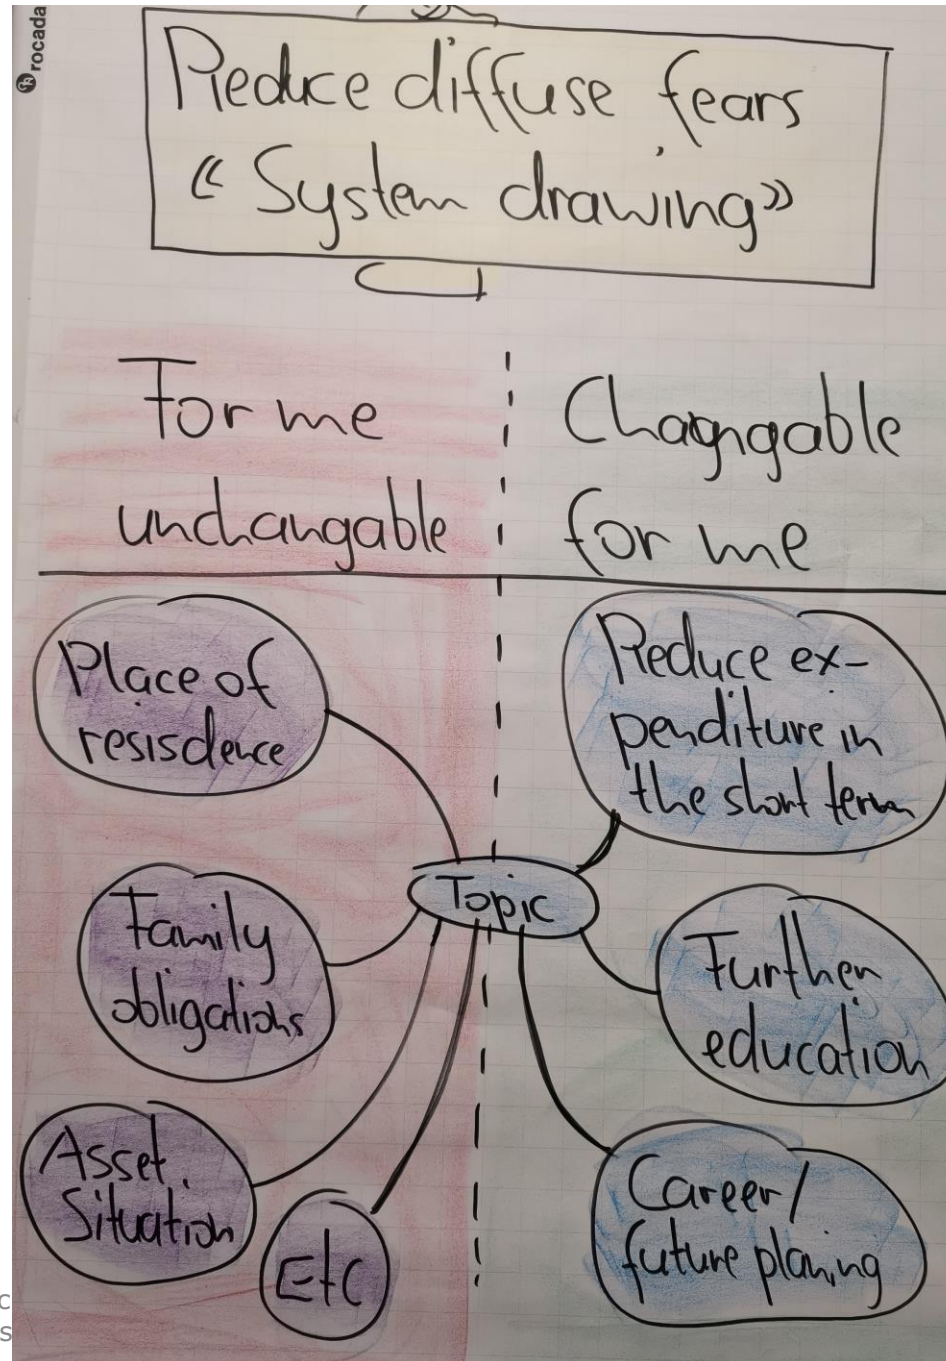 rocada
Reduce diffuse fears
« System drawing »
For me
unchangable
Chagngable
for me
Place of
resisdence
Reduce ex-
penditure in
the short term
Topic
Family
obligations
Further
education
Asset
Situation
Etc
Career/
future planing
c
s